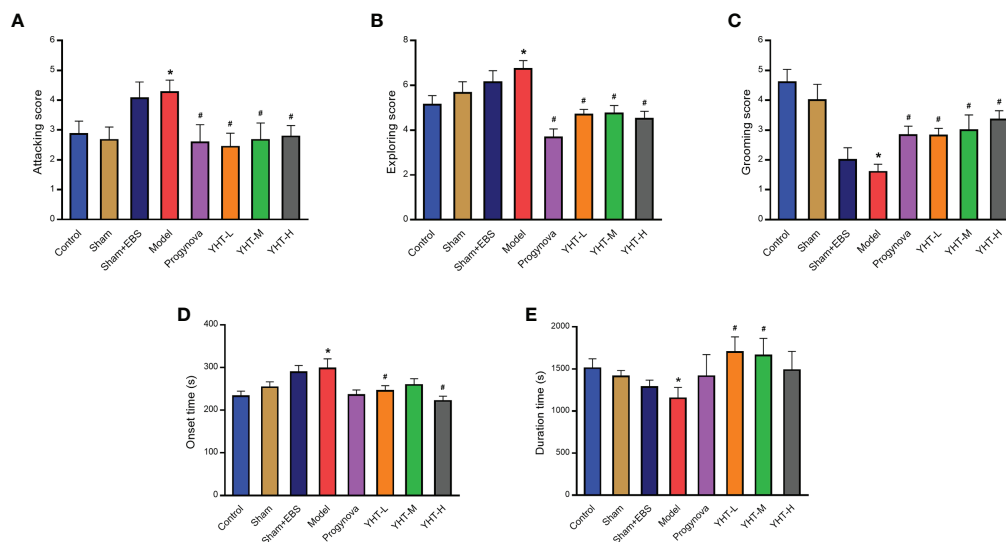 A
Attacking score
6
5
4
3
2
1
0
*
#
#
#
#
Control
Sham
Sham+EBS
Model
Progynova
YHT-L
YHT-M
YHT-H
B
Exploring score
8
6
4
2
0
*
#
#
#
#
Control
Sham
Sham+EBS
Model
Progynova
YHT-L
YHT-M
YHT-H
C
Grooming score
6
5
4
3
2
1
0
*
#
#
#
#
Control
Sham
Sham+EBS
Model
Progynova
YHT-L
YHT-M
YHT-H
D
Onset time (s)
400
300
200
100
0
*
#
#
Control
Sham
Sham+EBS
Model
Progynova
YHT-L
YHT-M
YHT-H
E
Duration time (s)
2000
1500
1000
500
0
*
#
#
Control
Sham
Sham+EBS
Model
Progynova
YHT-L
YHT-M
YHT-H